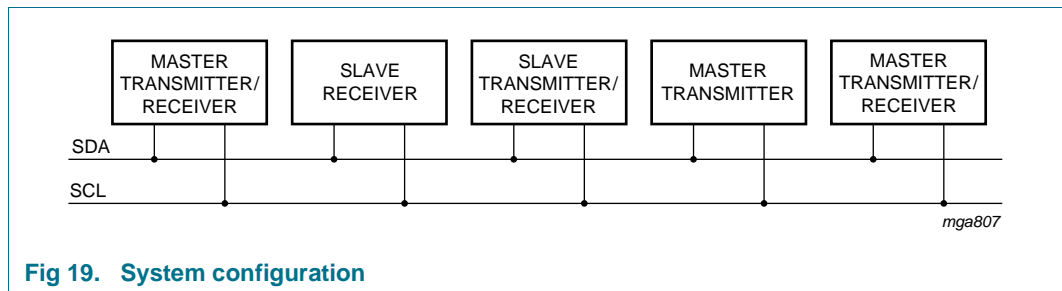 MASTER
TRANSMITTER/
RECEIVER
SLAVE
RECEIVER
SLAVE
TRANSMITTER/
RECEIVER
MASTER
TRANSMITTER
MASTER
TRANSMITTER/
RECEIVER
SDA
SCL
mga807
Fig 19. System configuration